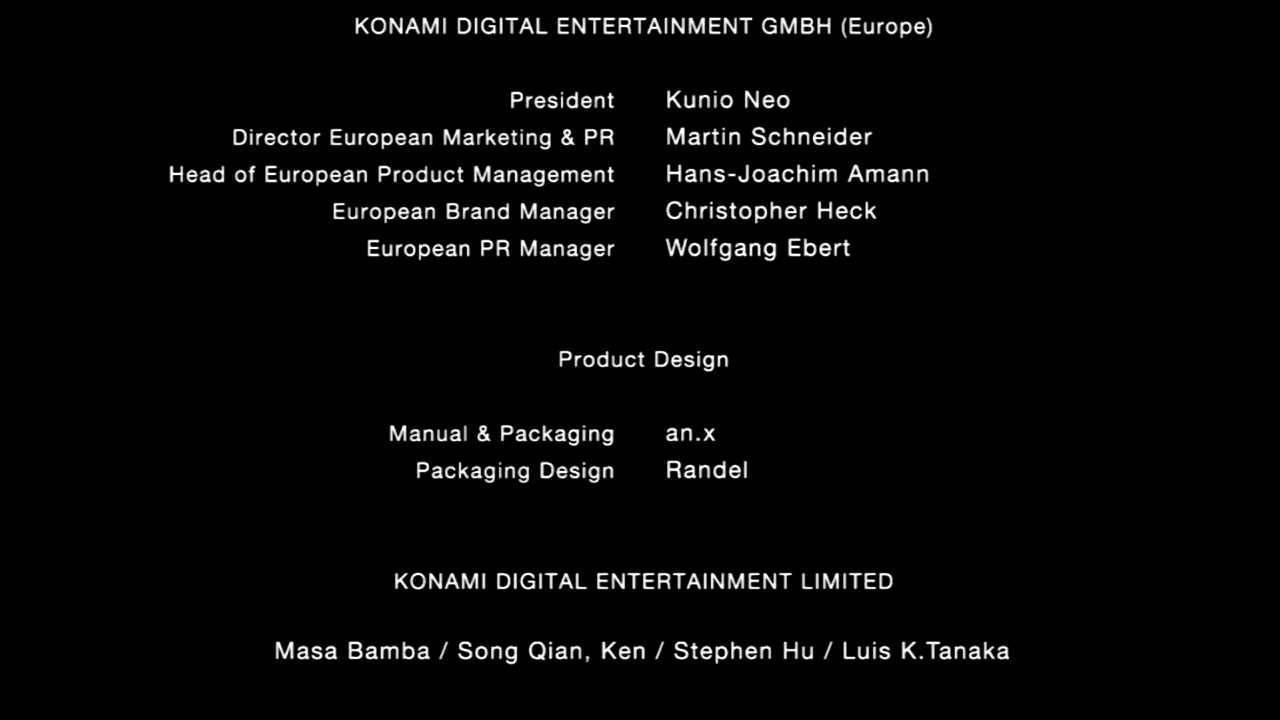 KONAMI DIGITAL ENTERTAINMENT GMBH (Europe)
President Kunio Neo
Director European Marketing & PR Martin Schneider
Head of European Product Management Hans-Joachim Amann
European Brand Manager Christopher Heck
European PR Manager Wolfgang Ebert
Product Design
Manual & Packaging an.x
Packaging Design Randel
KONAMI DIGITAL ENTERTAINMENT LIMITED
Masa Bamba / Song Qian, Ken / Stephen Hu / Luis K.Tanaka